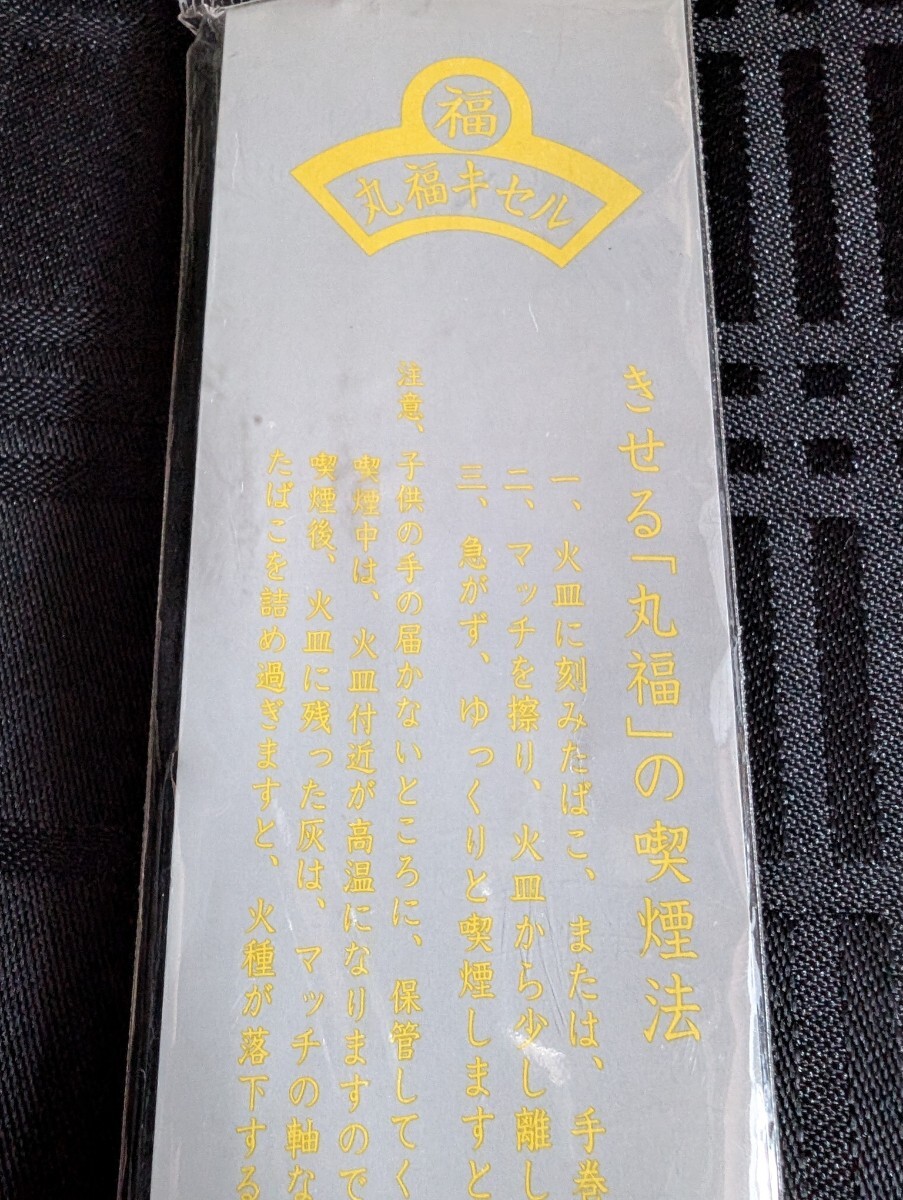 福
丸福キセル
きせる「丸福」の喫煙法
一、火皿に刻みたばこ、または、手巻
二、マッチを擦り、火皿から少し離し
三、急がず、ゆっくりと喫煙しますと
注意、子供の手の届かないところに、保管してく
喫煙中は、火皿付近が高温になりますので
喫煙後、火皿に残った灰は、マッチの軸な
たばこを詰め過ぎますと、火種が落下する